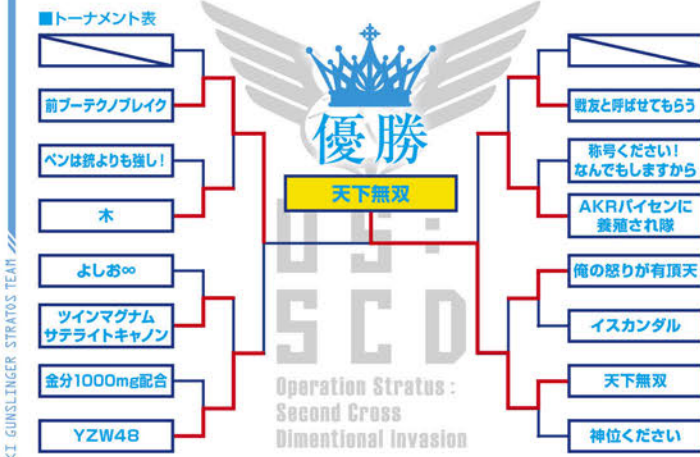 ■トーナメント表
前ブーテクノブレイク
ペンは銃よりも強し!
木
よしお∞
ツインマグナム
サテライトキャノン
金分1000mg配合
YZW48
優勝
天下無双
OS:
SCD
Operation Stratus:
Second Cross
Dimentional Invasion
戦友と呼ばせてもらう
称号ください!
なんでもしますから
AKRパイセンに
養殖され隊
俺の怒りが有頂天
イスカンダル
天下無双
神位ください
KI GUNSLINGER STRATOS TEAM